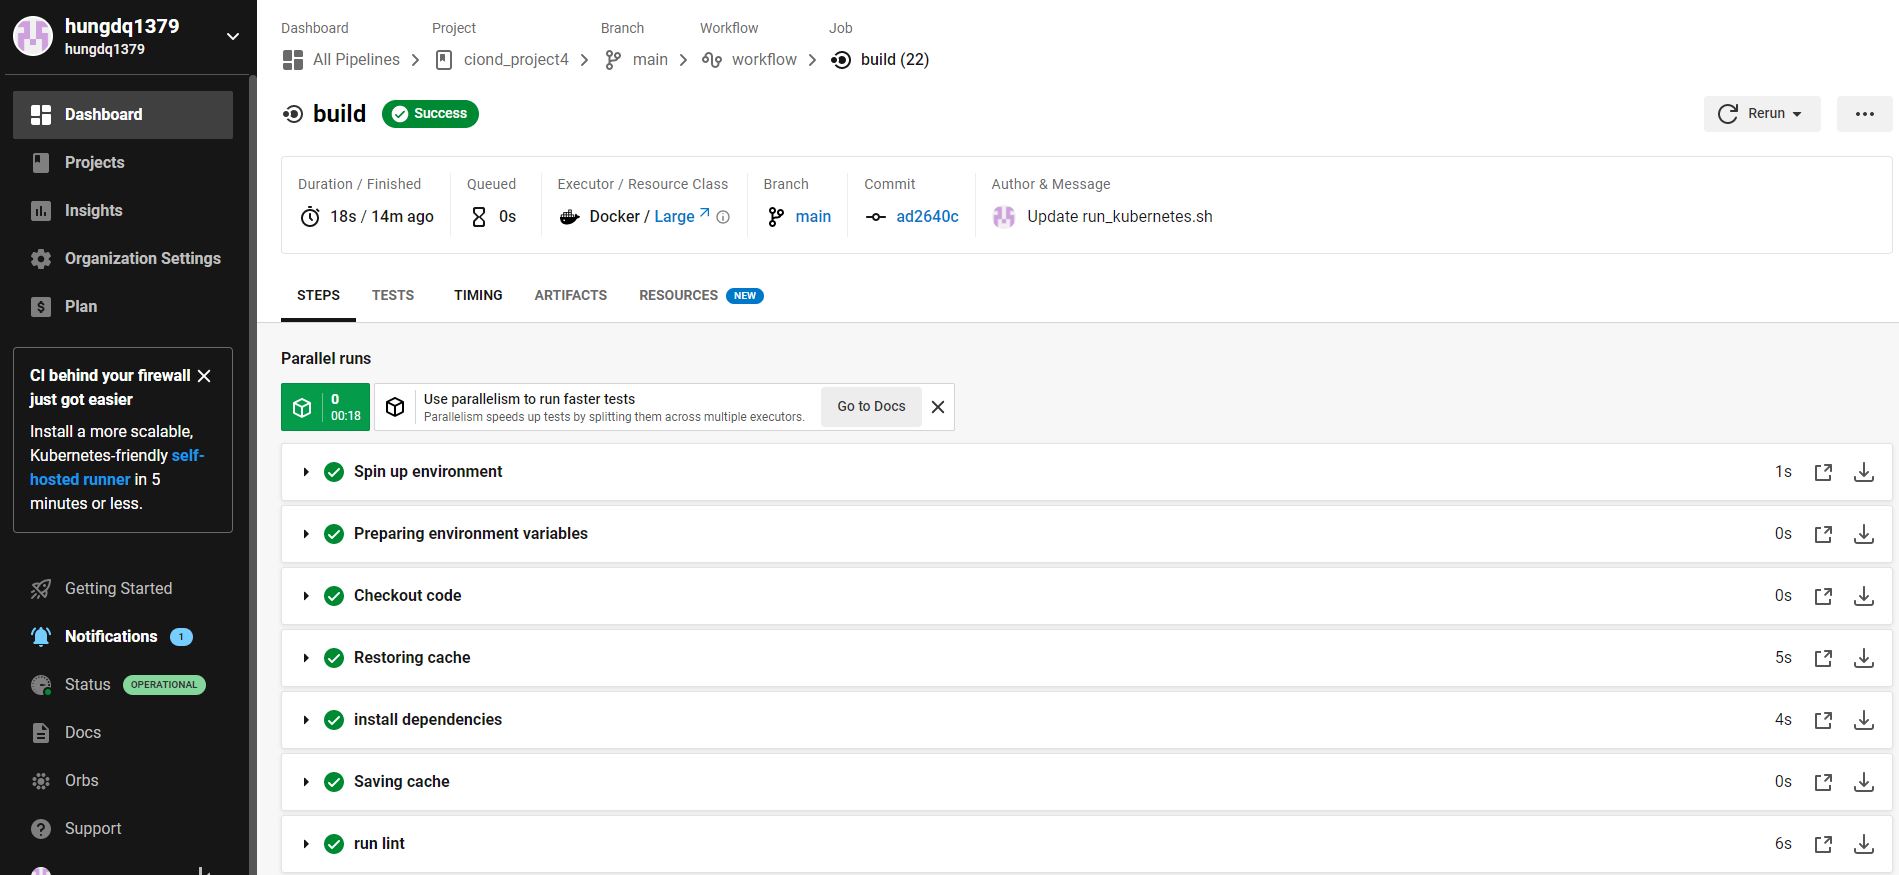 hungdq1379
hungdq1379
Dashboard
Projects
Insights
Organization Settings
Plan
CI behind your firewall
just got easier
Install a more scalable,
Kubernetes-friendly self-
hosted runner in 5
minutes or less.
Getting Started
Notifications 1
Status OPERATIONAL
Docs
Orbs
Support
Dashboard Project Branch Workflow Job
All Pipelines ciond_project4 main workflow build (22)
build Success
Rerun
Duration / Finished Queued Executor / Resource Class Branch Commit Author & Message
18s / 14m ago 0s Docker / Large main ad2640c Update run_kubernetes.sh
STEPS TESTS TIMING ARTIFACTS RESOURCES NEW
Parallel runs
0
00:18
Use parallelism to run faster tests
Parallelism speeds up tests by splitting them across multiple executors.
Go to Docs
Spin up environment 1s
Preparing environment variables 0s
Checkout code 0s
Restoring cache 5s
install dependencies 4s
Saving cache 0s
run lint 6s